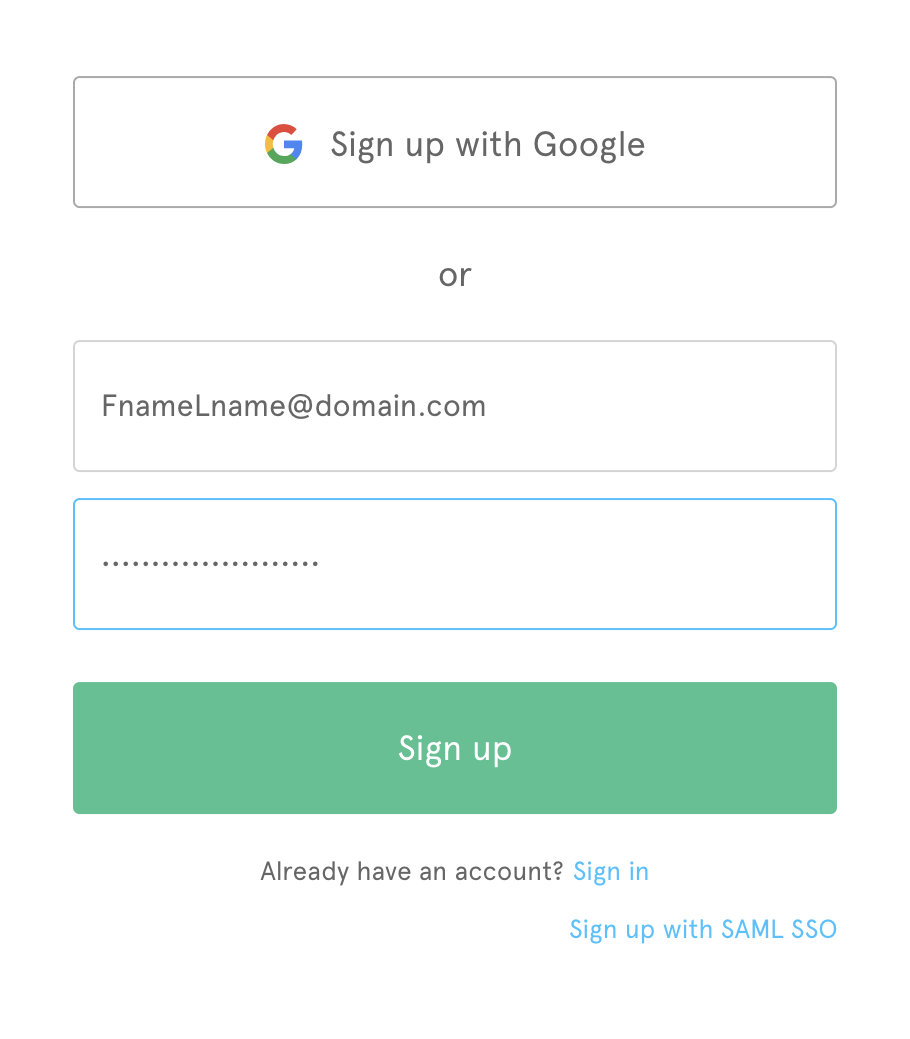 Sign up with Google
or
FnameLname@domain.com
••••••••••••••••••••••
Sign up
Already have an account? Sign in
Sign up with SAML SSO